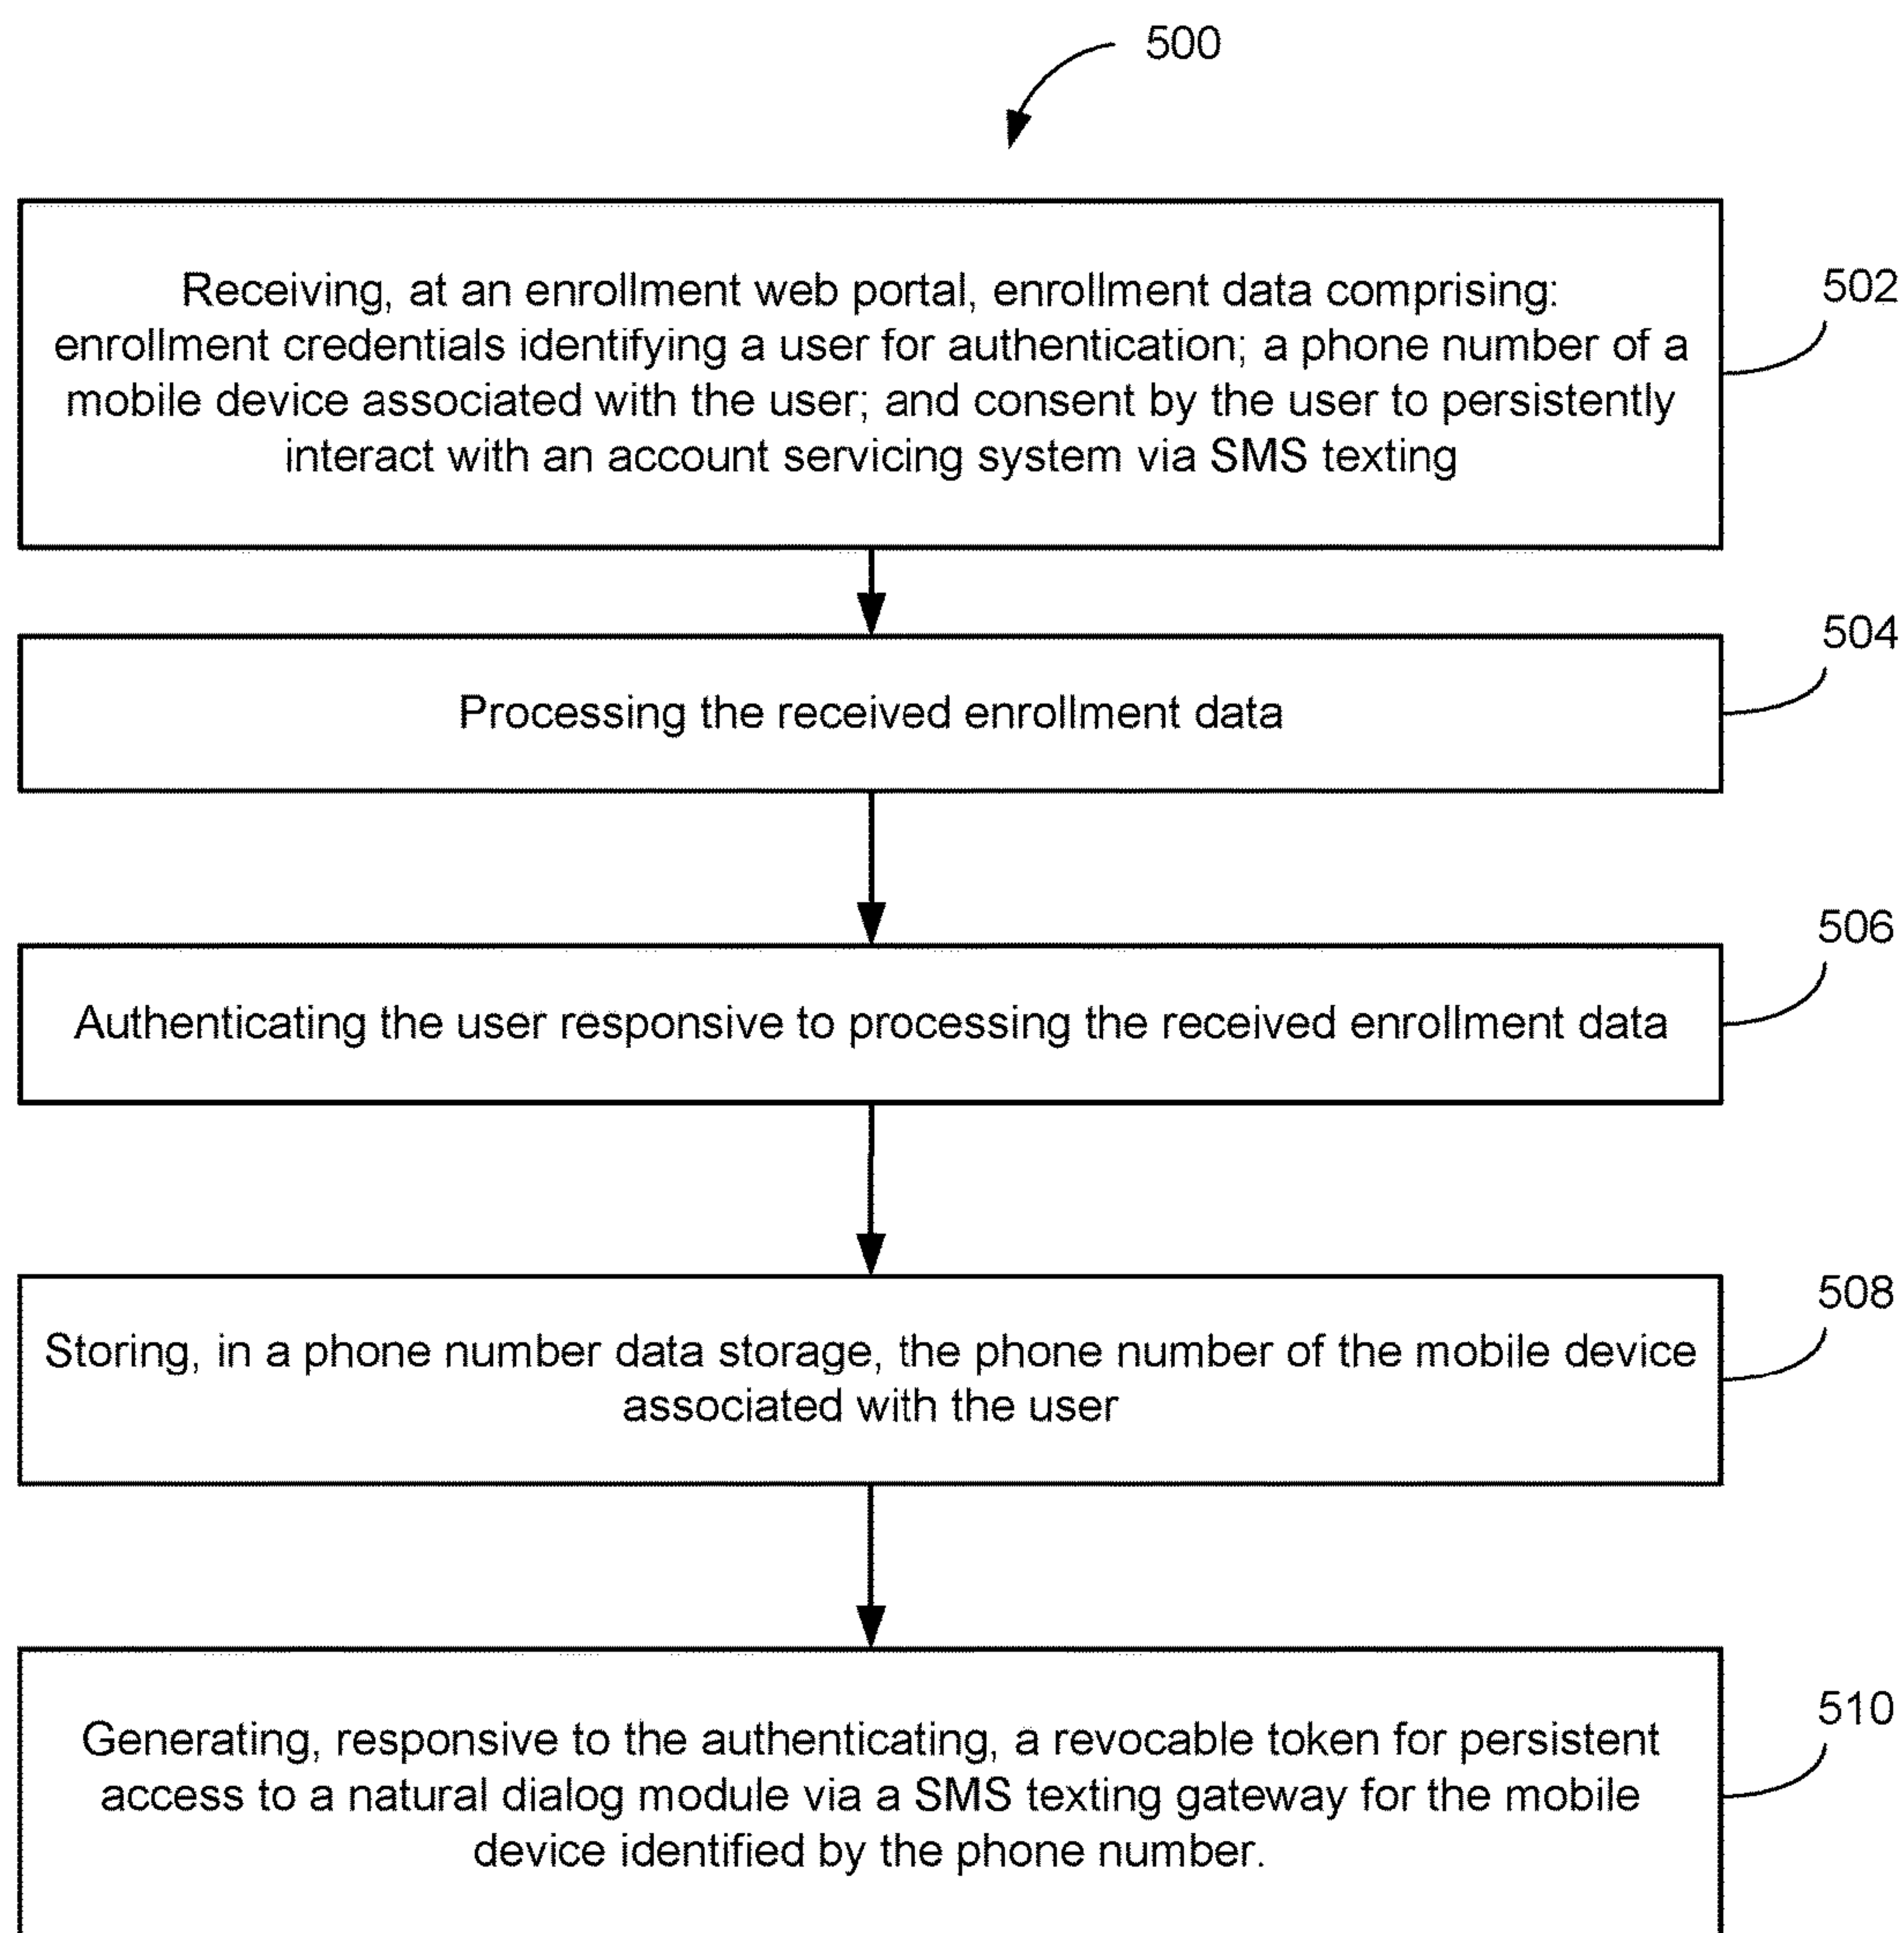 500
Receiving, at an enrollment web portal, enrollment data comprising:
enrollment credentials identifying a user for authentication; a phone number of a
mobile device associated with the user; and consent by the user to persistently
interact with an account servicing system via SMS texting
502
Processing the received enrollment data
504
Authenticating the user responsive to processing the received enrollment data
506
Storing, in a phone number data storage, the phone number of the mobile device
associated with the user
508
Generating, responsive to the authenticating, a revocable token for persistent
access to a natural dialog module via a SMS texting gateway for the mobile
device identified by the phone number.
510